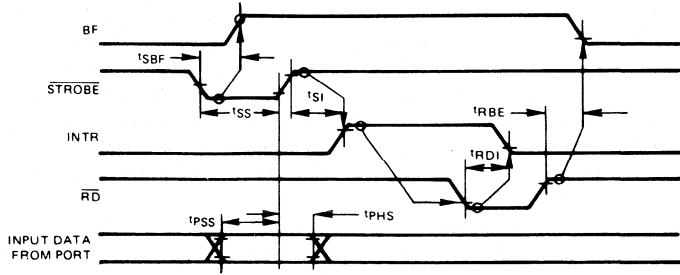 BF
tSBF
STROBE
tSS
tSI
INTR
tRBE
tRDI
RD
tPSS
tPHS
INPUT DATA
FROM PORT